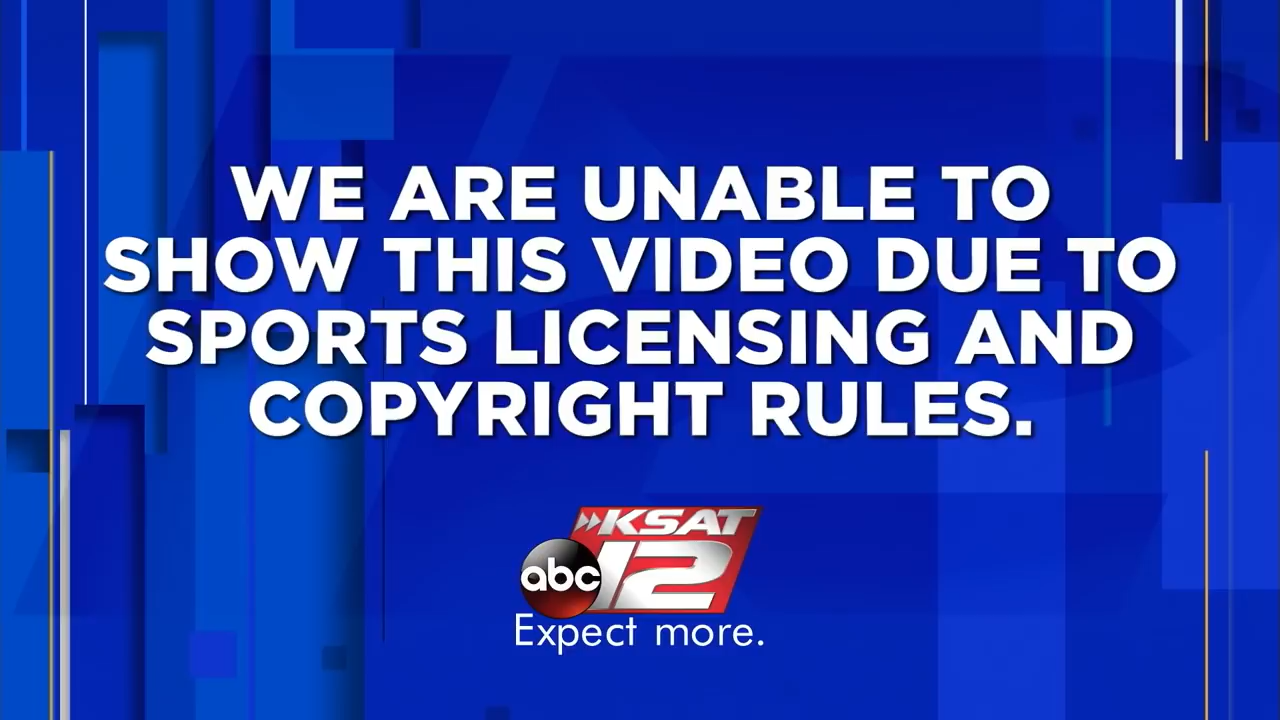 WE ARE UNABLE TO
SHOW THIS VIDEO DUE TO
SPORTS LICENSING AND
COPYRIGHT RULES.
KSAT
abc 12
Expect more.